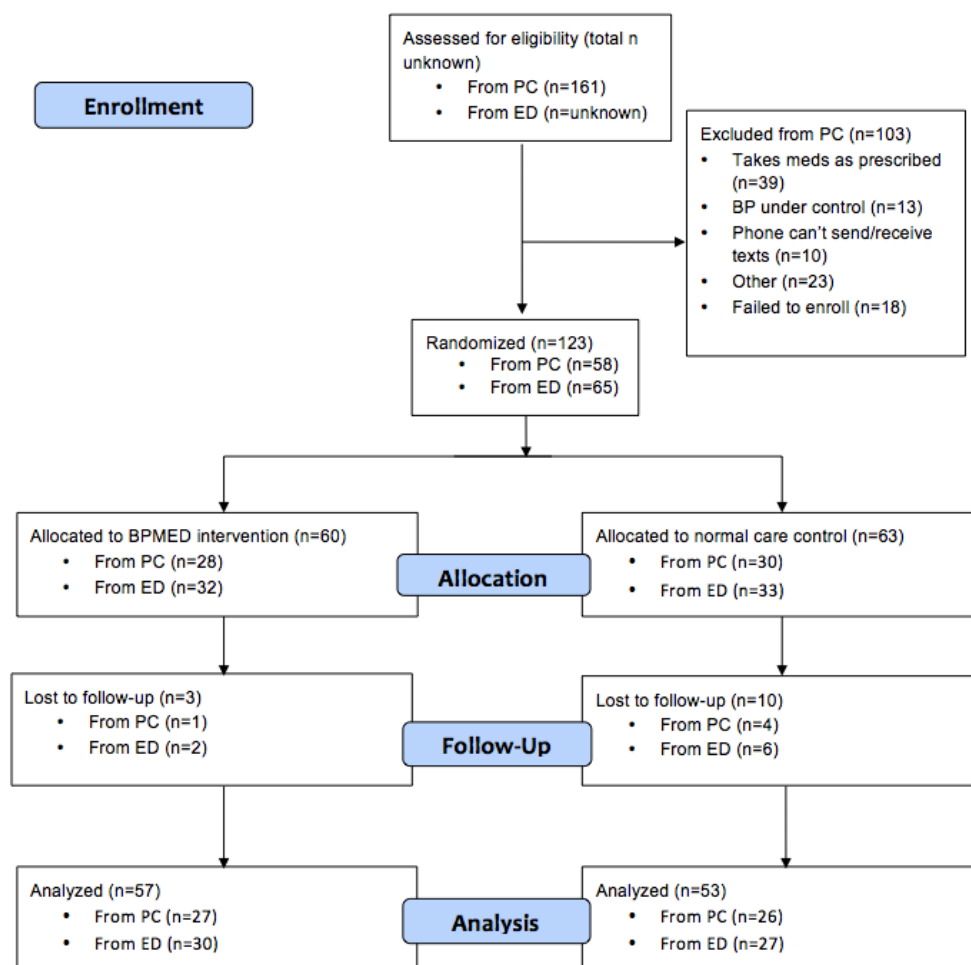 Enrollment
Assessed for eligibility (total n
unknown)
• From PC (n=161)
• From ED (n=unknown)
Excluded from PC (n=103)
• Takes meds as prescribed
(n=39)
• BP under control (n=13)
• Phone can't send/receive
texts (n=10)
• Other (n=23)
• Failed to enroll (n=18)
Randomized (n=123)
• From PC (n=58)
• From ED (n=65)
Allocated to BPMED intervention (n=60)
• From PC (n=28)
• From ED (n=32)
Allocation
Allocated to normal care control (n=63)
• From PC (n=30)
• From ED (n=33)
Lost to follow-up (n=3)
• From PC (n=1)
• From ED (n=2)
Follow-Up
Lost to follow-up (n=10)
• From PC (n=4)
• From ED (n=6)
Analyzed (n=57)
• From PC (n=27)
• From ED (n=30)
Analysis
Analyzed (n=53)
• From PC (n=26)
• From ED (n=27)